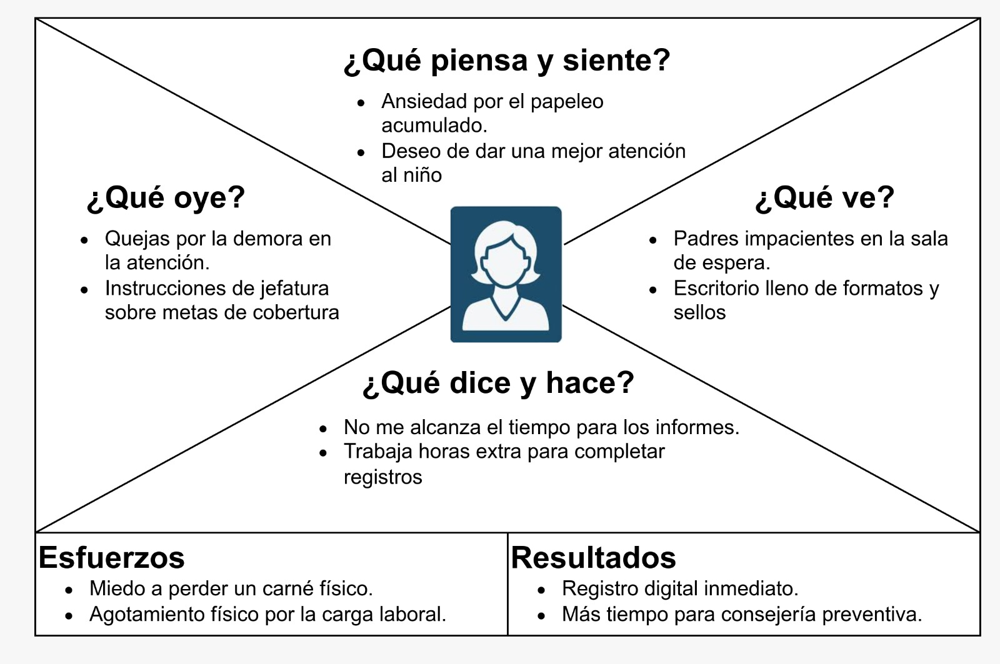 ¿Qué piensa y siente?
• Ansiedad por el papeleo
acumulado.
• Deseo de dar una mejor atención
al niño
¿Qué oye?
• Quejas por la demora en
la atención.
• Instrucciones de jefatura
sobre metas de cobertura
¿Qué ve?
• Padres impacientes en la sala
de espera.
• Escritorio lleno de formatos y
sellos
¿Qué dice y hace?
• No me alcanza el tiempo para los informes.
• Trabaja horas extra para completar
registros
Esfuerzos
• Miedo a perder un carné físico.
• Agotamiento físico por la carga laboral.
Resultados
• Registro digital inmediato.
• Más tiempo para consejería preventiva.